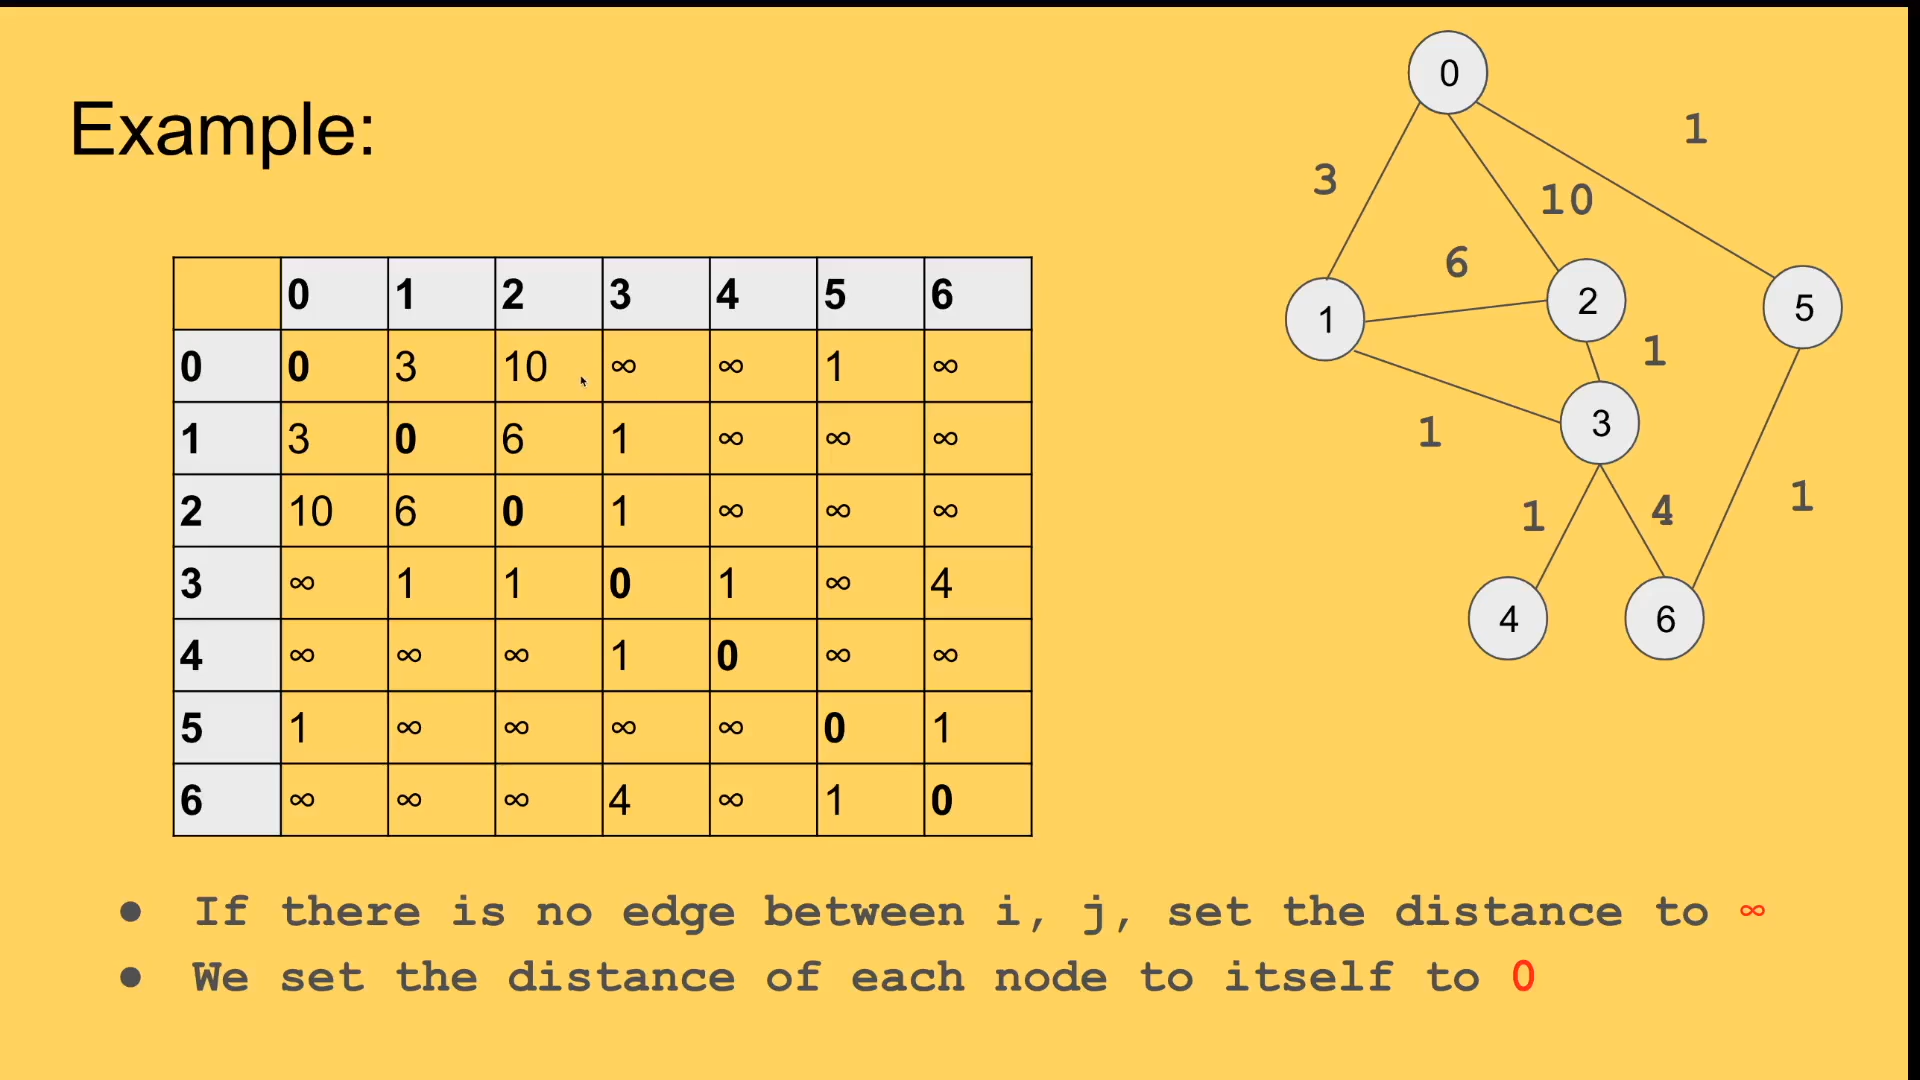 Example:
0 1 2 3 4 5 6
0 0 3 10 ∞ ∞ 1 ∞
1 3 0 6 1 ∞ ∞ ∞
2 10 6 0 1 ∞ ∞ ∞
3 ∞ 1 1 0 1 ∞ 4
4 ∞ ∞ ∞ 1 0 ∞ ∞
5 1 ∞ ∞ ∞ ∞ 0 1
6 ∞ ∞ ∞ 4 ∞ 1 0
0
1
3
10
6
1
2
5
1
3
1
1
4
1
4
6
● If there is no edge between i, j, set the distance to ∞
● We set the distance of each node to itself to 0